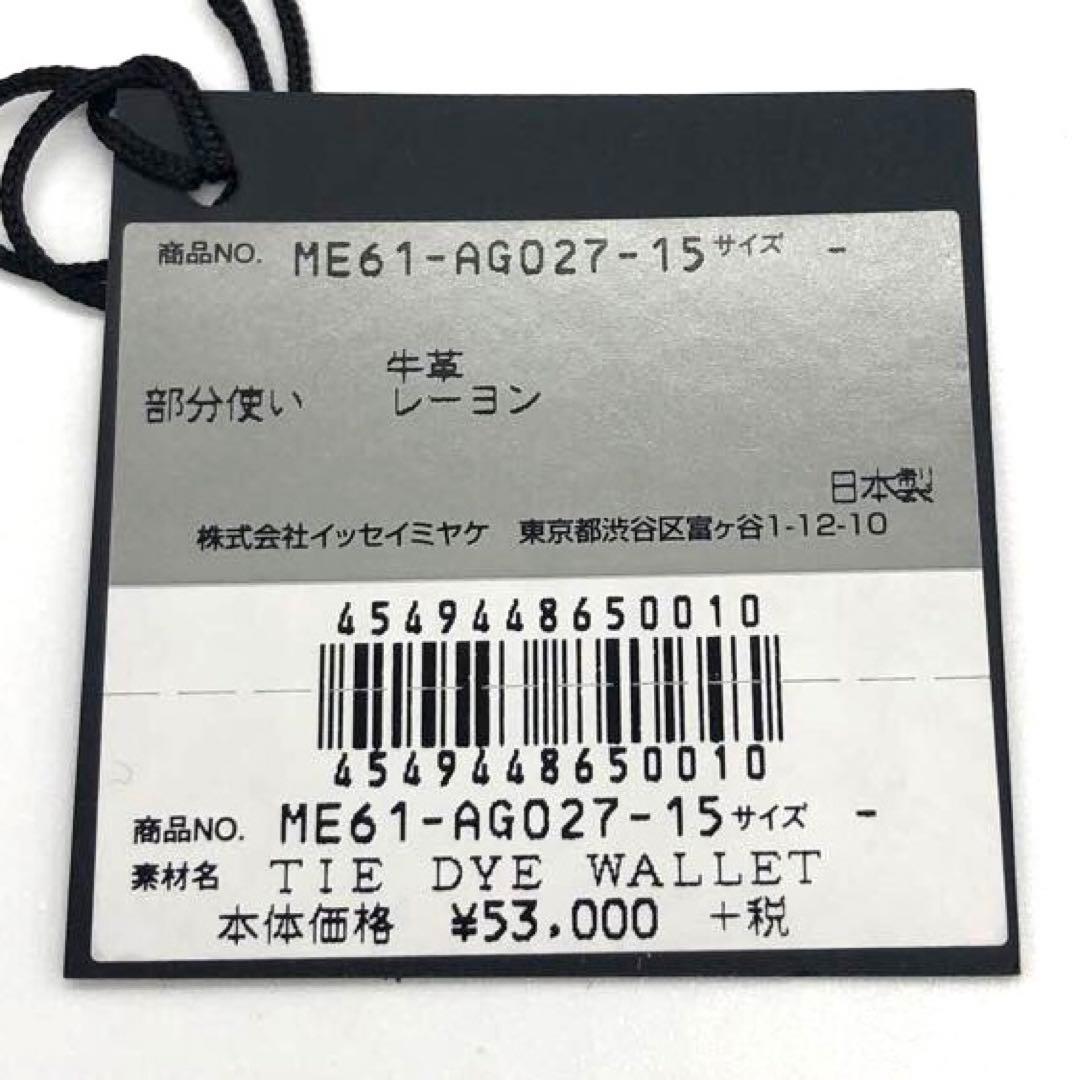 商品NO. ME61-AG027-15 サイズ -
牛革
部分使い レーヨン
日本製
株式会社イッセイミヤケ 東京都渋谷区富ヶ谷1-12-10
4549448650010
4549448650010
商品NO. ME61-AG027-15 サイズ -
素材名 TIE DYE WALLET
本体価格 ¥53,000 +税